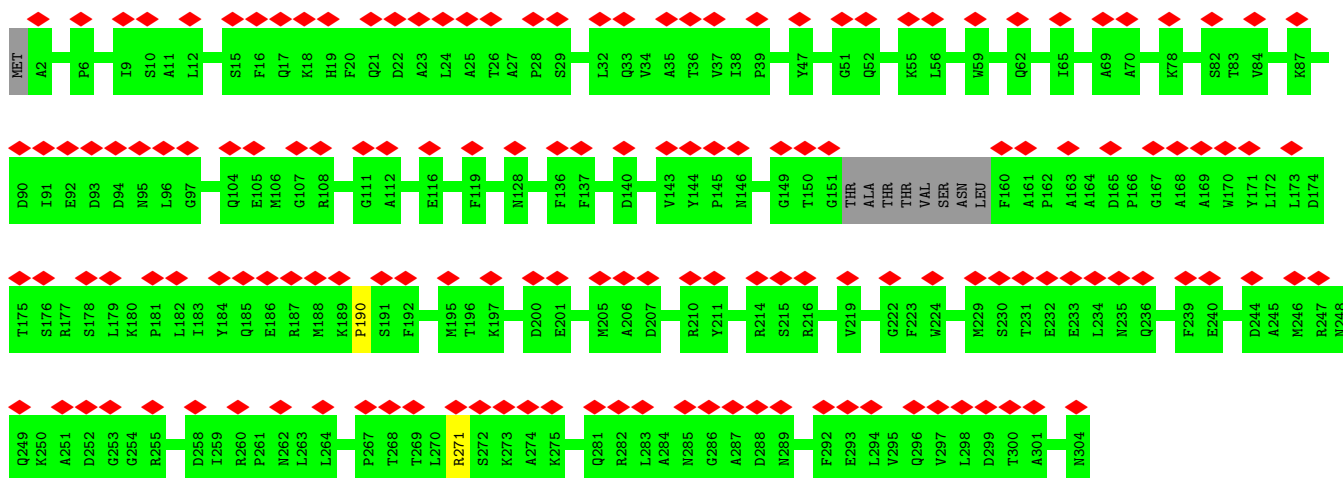 MET A2 P6 I9 S10 A11 L12 S15 F16 Q17 K18 H19 F20 Q21 D22 A23 L24 A25 T26 A27 P28 S29 L32 Q33 V34 A35 T36 V37 I38 P39 Y47 G51 Q52 K55 L56 W59 Q62 I65 A69 A70 K78 S82 T83 V84 K87
D90 I91 E92 D93 D94 N95 L96 G97 Q104 E105 M106 G107 R108 G111 A112 E116 F119 N128 F136 F137 D140 V143 Y144 P145 N146 G149 T150 G151 THR ALA THR THR VAL SER ASN LEU F160 A161 P162 A163 A164 D165 P166 G167 A168 A169 W170 Y171 L172 L173 D174
T175 S176 R177 S178 L179 K180 P181 L182 I183 Y184 Q185 E186 R187 M188 K189 P190 S191 F192 M195 T196 K197 D200 E201 M205 A206 D207 R210 Y211 R214 S215 R216 V219 G222 F223 W224 M229 S230 T231 E232 E233 L234 N235 Q236 F239 E240 D244 A245 M246 R247 N248
Q249 K250 A251 D252 G253 G254 R255 D258 I259 R260 P261 N262 L263 L264 P267 T268 T269 L270 R271 S272 K273 A274 K275 Q281 R282 L283 A284 N285 G286 A287 D288 N289 F292 E293 L294 V295 Q296 V297 L298 D299 T300 A301 N304